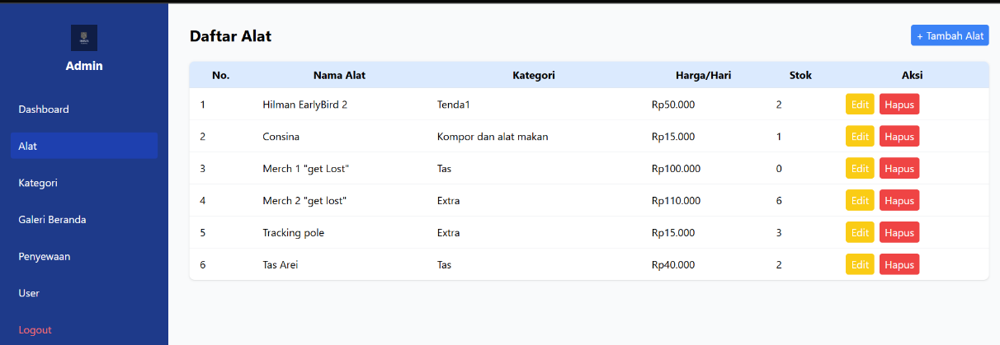 Admin
Dashboard
Alat
Kategori
Galeri Beranda
Penyewaan
User
Logout
Daftar Alat
+ Tambah Alat
No. Nama Alat Kategori Harga/Hari Stok Aksi
1 Hilman EarlyBird 2 Tenda1 Rp50.000 2 Edit Hapus
2 Consina Kompor dan alat makan Rp15.000 1 Edit Hapus
3 Merch 1 "get Lost" Tas Rp100.000 0 Edit Hapus
4 Merch 2 "get lost" Extra Rp110.000 6 Edit Hapus
5 Tracking pole Extra Rp15.000 3 Edit Hapus
6 Tas Arei Tas Rp40.000 2 Edit Hapus